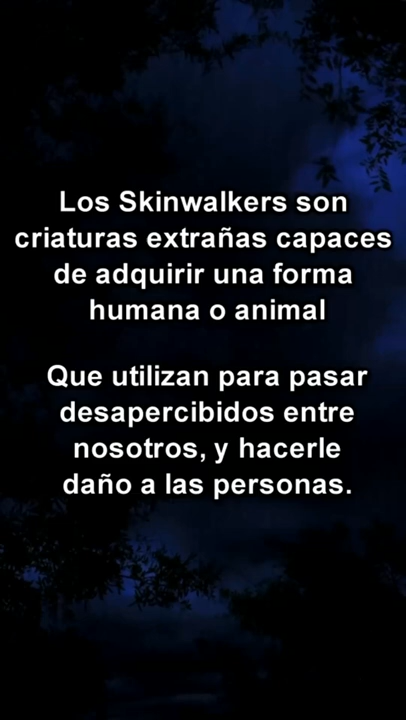 Los Skinwalkers son
criaturas extrañas capaces
de adquirir una forma
humana o animal
Que utilizan para pasar
desapercibidos entre
nosotros, y hacerle
daño a las personas.